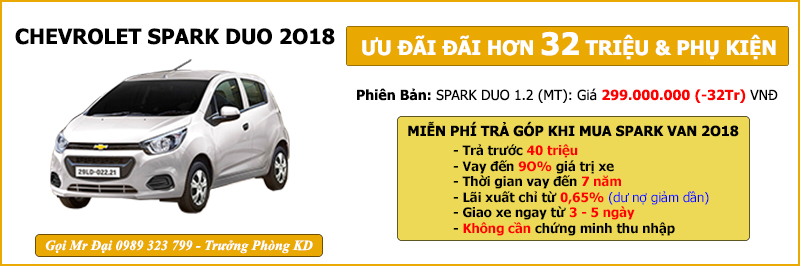 CHEVROLET SPARK DUO 2018
29LD-022.21
Gọi Mr Đại 0989 323 799 - Trưởng Phòng KD
ƯU ĐÃI ĐÃI HƠN 32 TRIỆU & PHỤ KIỆN
Phiên Bản: SPARK DUO 1.2 (MT): Giá 299.000.000 (-32Tr) VNĐ
MIỄN PHÍ TRẢ GÓP KHI MUA SPARK VAN 2018
- Trả trước 40 triệu
- Vay đến 90% giá trị xe
- Thời gian vay đến 7 năm
- Lãi xuất chỉ từ 0,65% (dư nợ giảm dần)
- Giao xe ngay từ 3 - 5 ngày
- Không cần chứng minh thu nhập